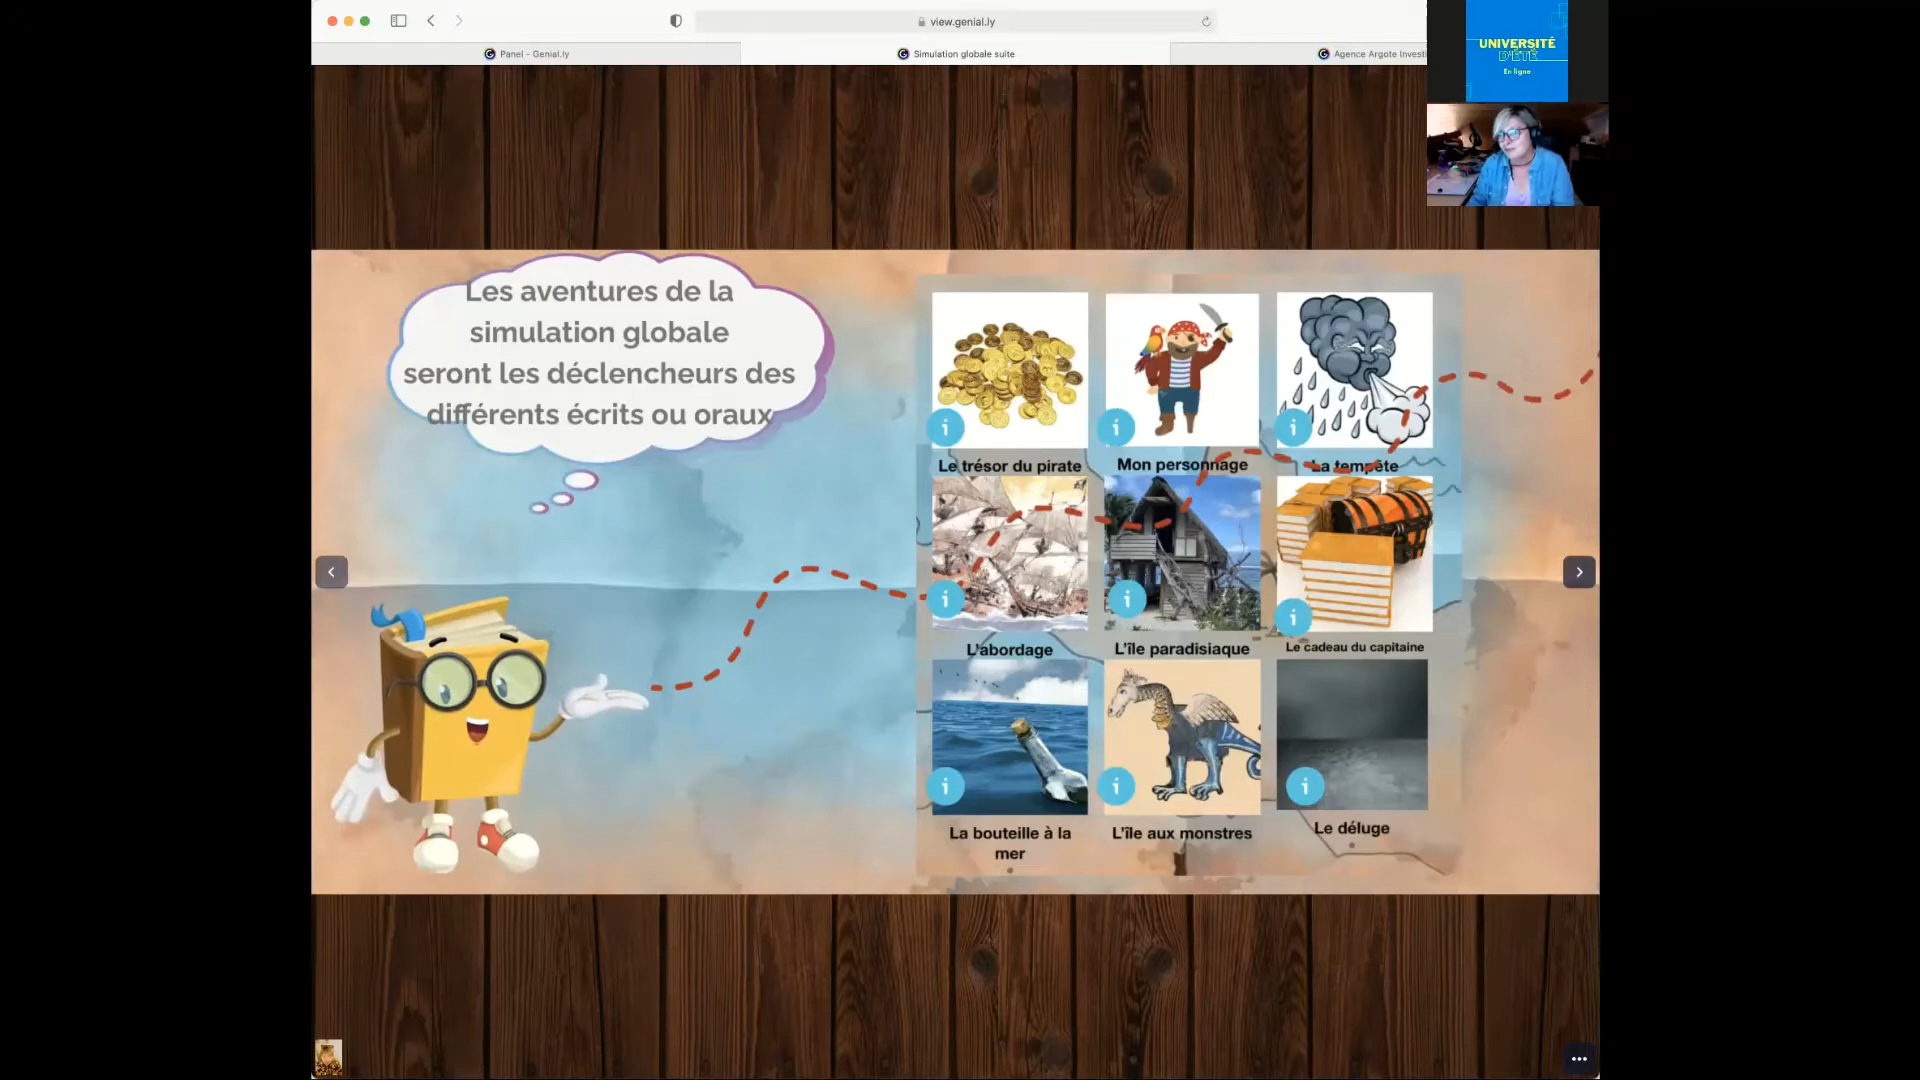 view.genial.ly
Panel - Genial.ly
Simulation globale suite
Agence Argote Investi
UNIVERSITÉ
D'ÉTÉ
En ligne
Les aventures de la
simulation globale
seront les déclencheurs des
différents écrits ou oraux
Le trésor du pirate
Mon personnage
La tempête
L'abordage
L'île paradisiaque
Le cadeau du capitaine
La bouteille à la
mer
L'île aux monstres
Le déluge